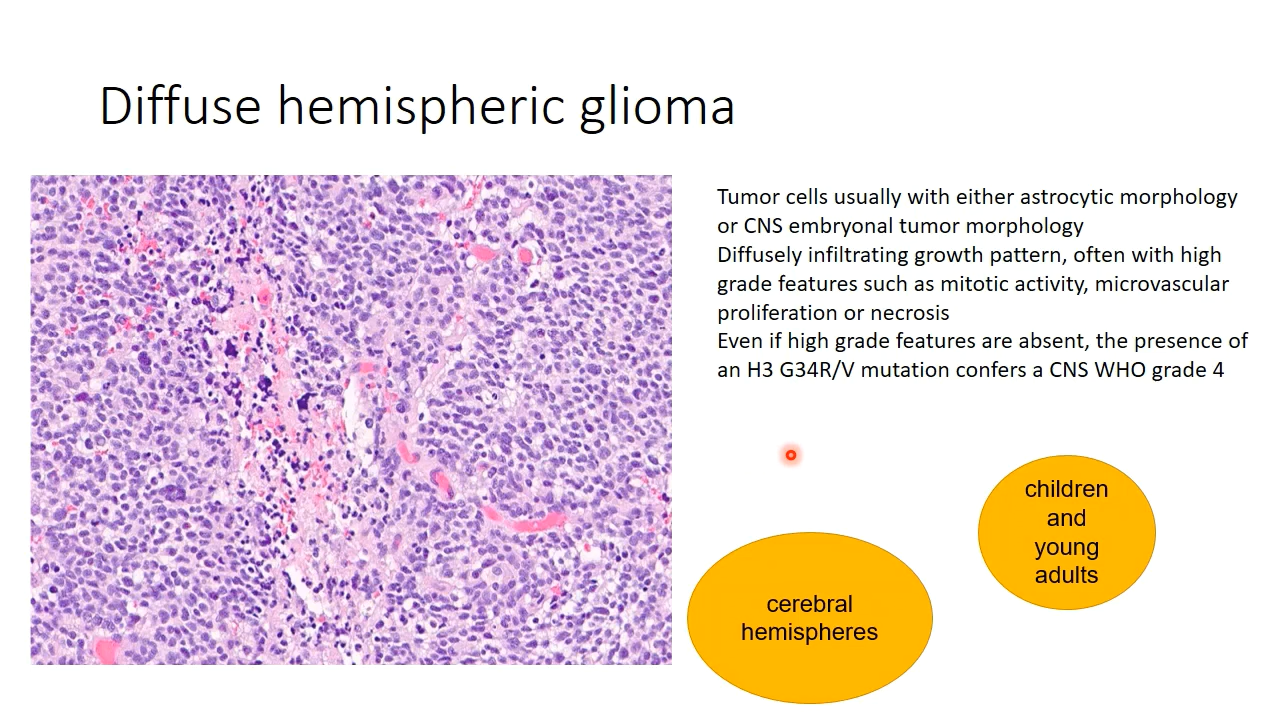 Diffuse hemispheric glioma
Tumor cells usually with either astrocytic morphology
or CNS embryonal tumor morphology
Diffusely infiltrating growth pattern, often with high
grade features such as mitotic activity, microvascular
proliferation or necrosis
Even if high grade features are absent, the presence of
an H3 G34R/V mutation confers a CNS WHO grade 4
children
and
young
adults
cerebral
hemispheres